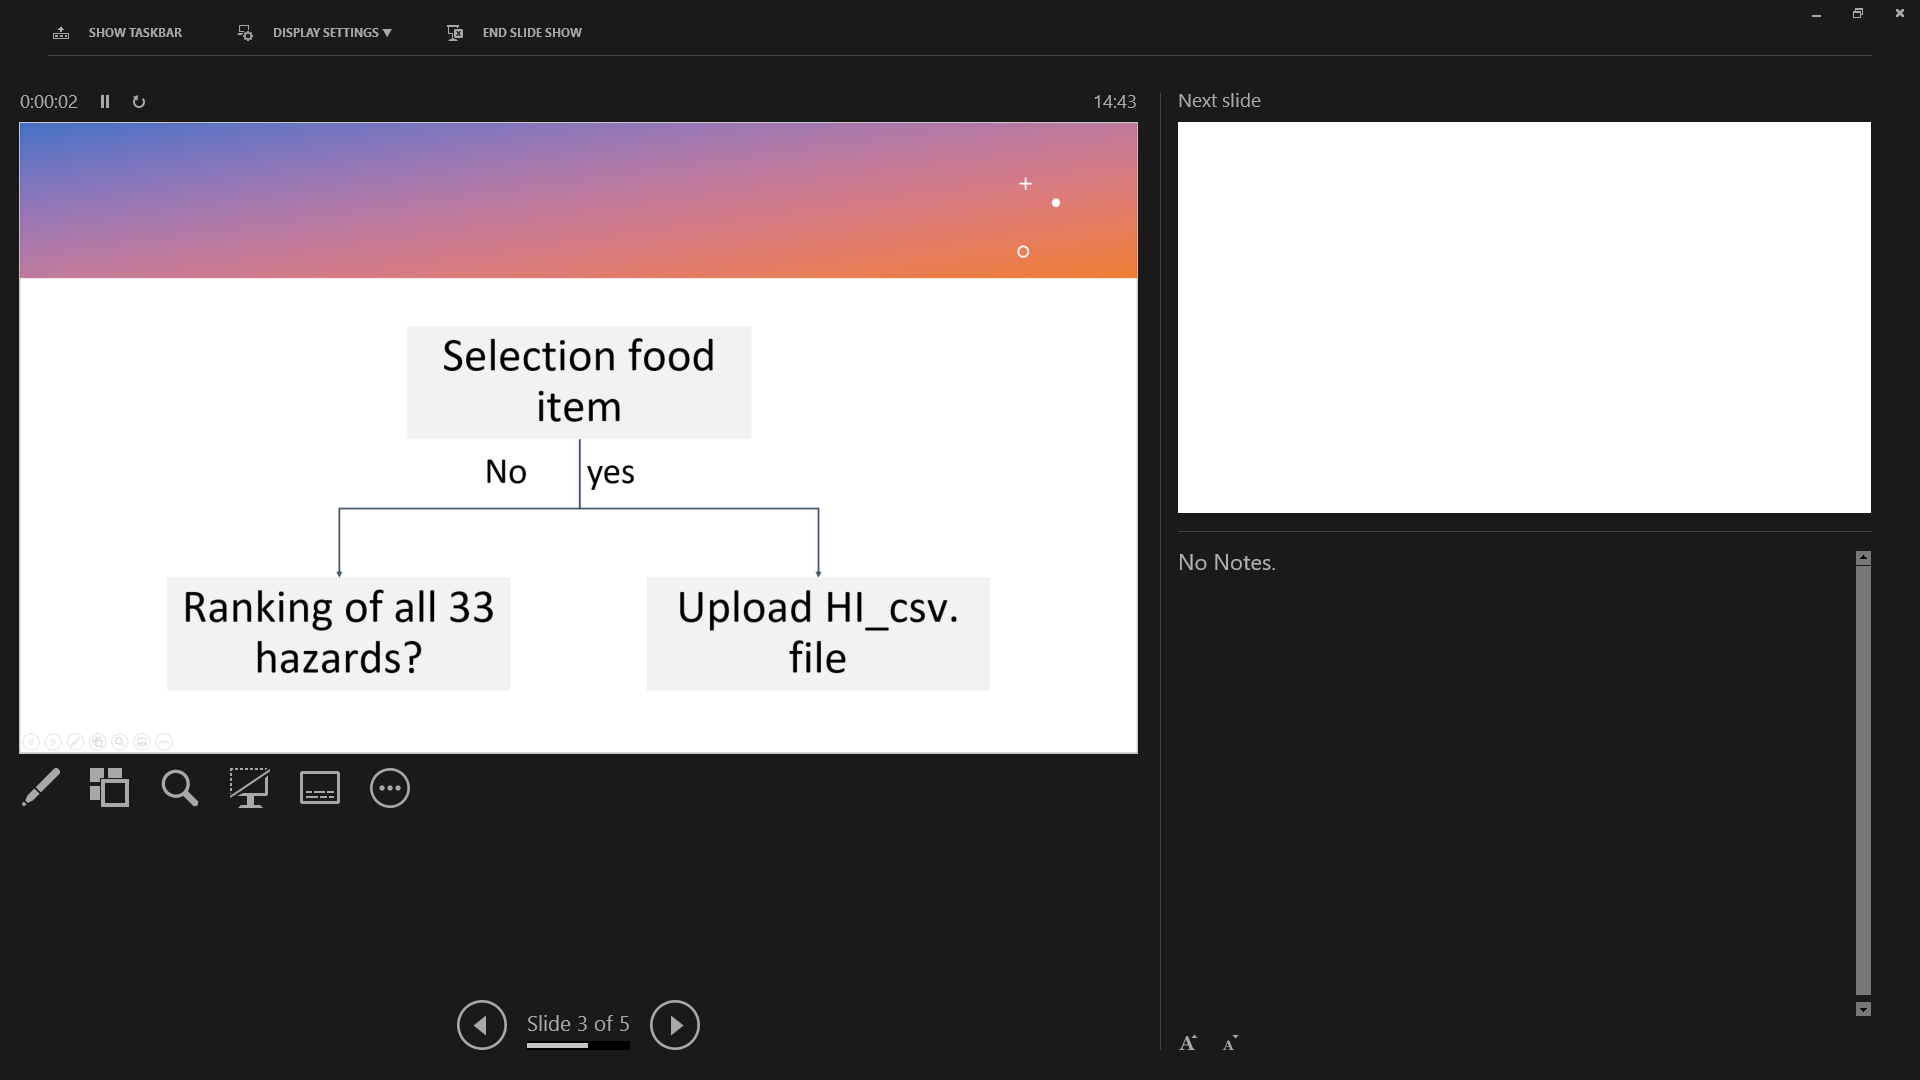 SHOW TASKBAR
DISPLAY SETTINGS ▼
END SLIDE SHOW
0:00:02
14:43
Next slide
Selection food
item
No
yes
Ranking of all 33
hazards?
Upload HI_csv.
file
No Notes.
Slide 3 of 5
A
A